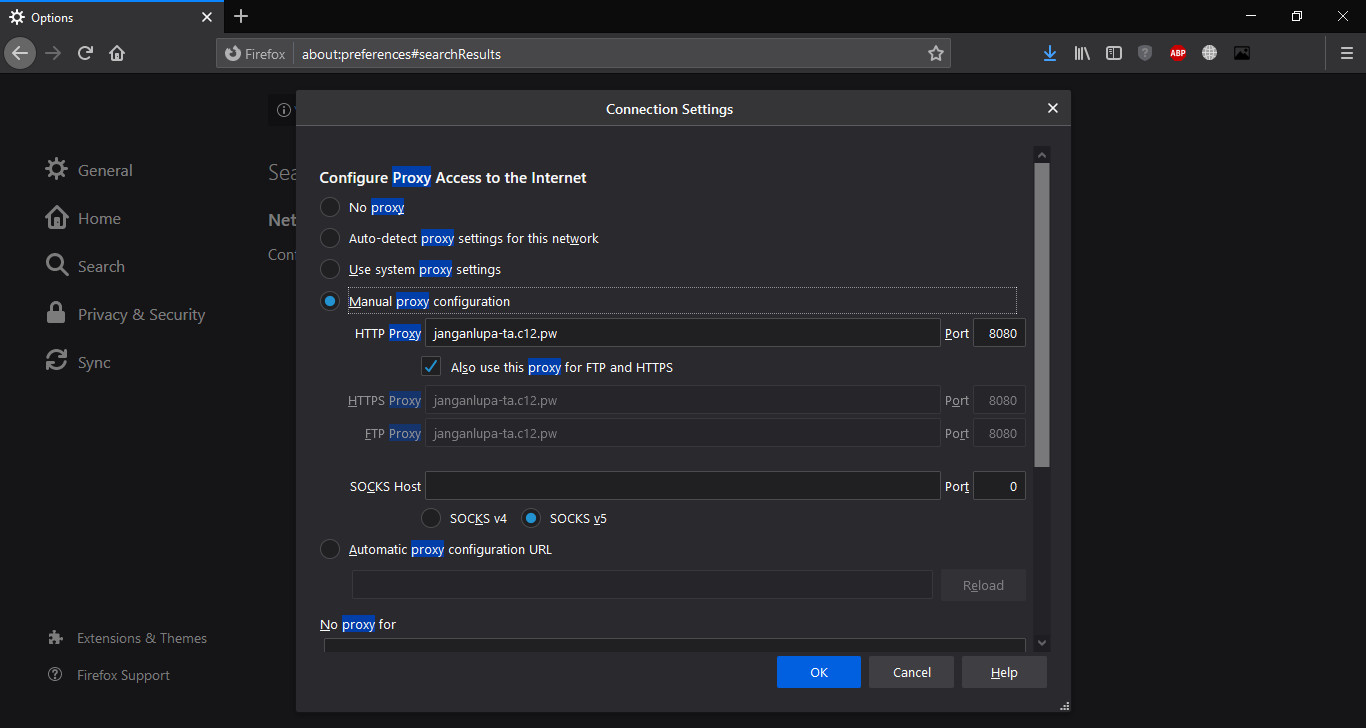 Options
Firefox about:preferences#searchResults
ABP
Connection Settings
General
Home
Search
Privacy & Security
Sync
Extensions & Themes
Firefox Support
Sea
Net
Conf
Configure Proxy Access to the Internet
No proxy
Auto-detect proxy settings for this network
Use system proxy settings
Manual proxy configuration
HTTP Proxy janganlupa-ta.c12.pw Port 8080
Also use this proxy for FTP and HTTPS
HTTPS Proxy janganlupa-ta.c12.pw Port 8080
FTP Proxy janganlupa-ta.c12.pw Port 8080
SOCKS Host Port 0
SOCKS v4 SOCKS v5
Automatic proxy configuration URL
Reload
No proxy for
OK Cancel Help